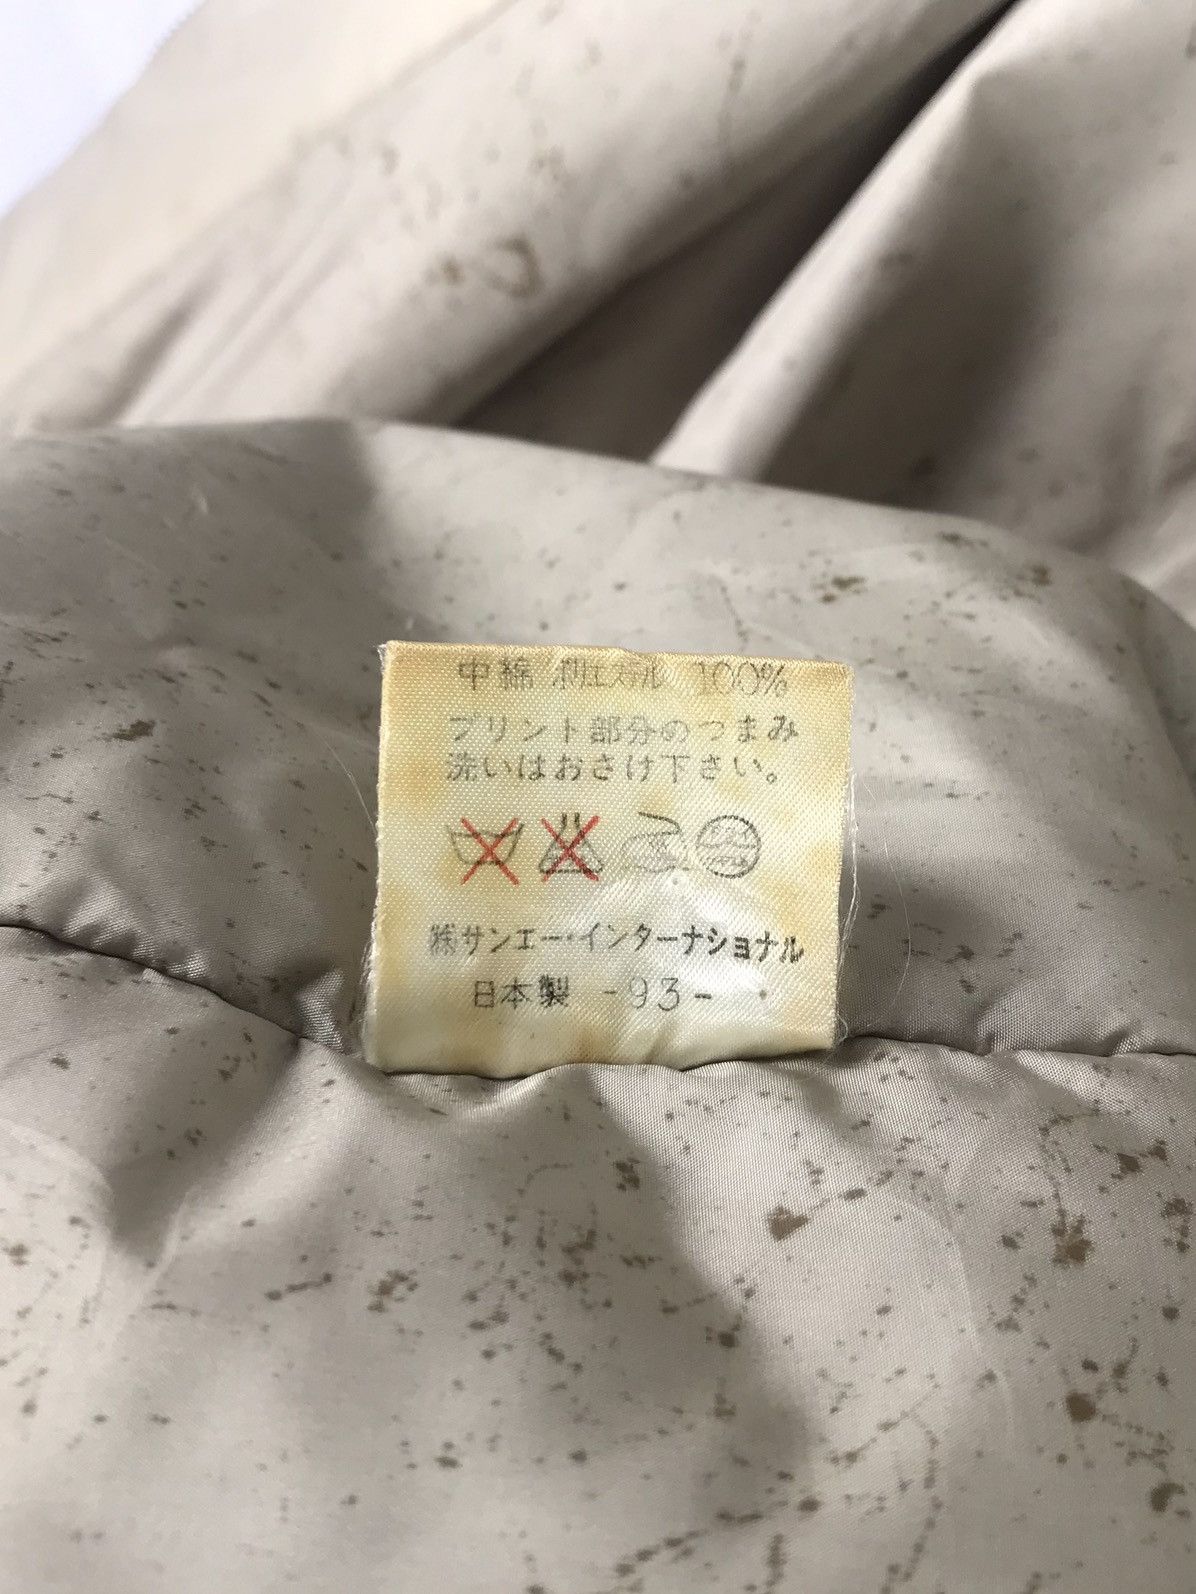 中綿 ポリエステル 100%
プリント部分のつまみ
洗いはおさけ下さい。
㈱サンエー・インターナショナル
日本製 -93-